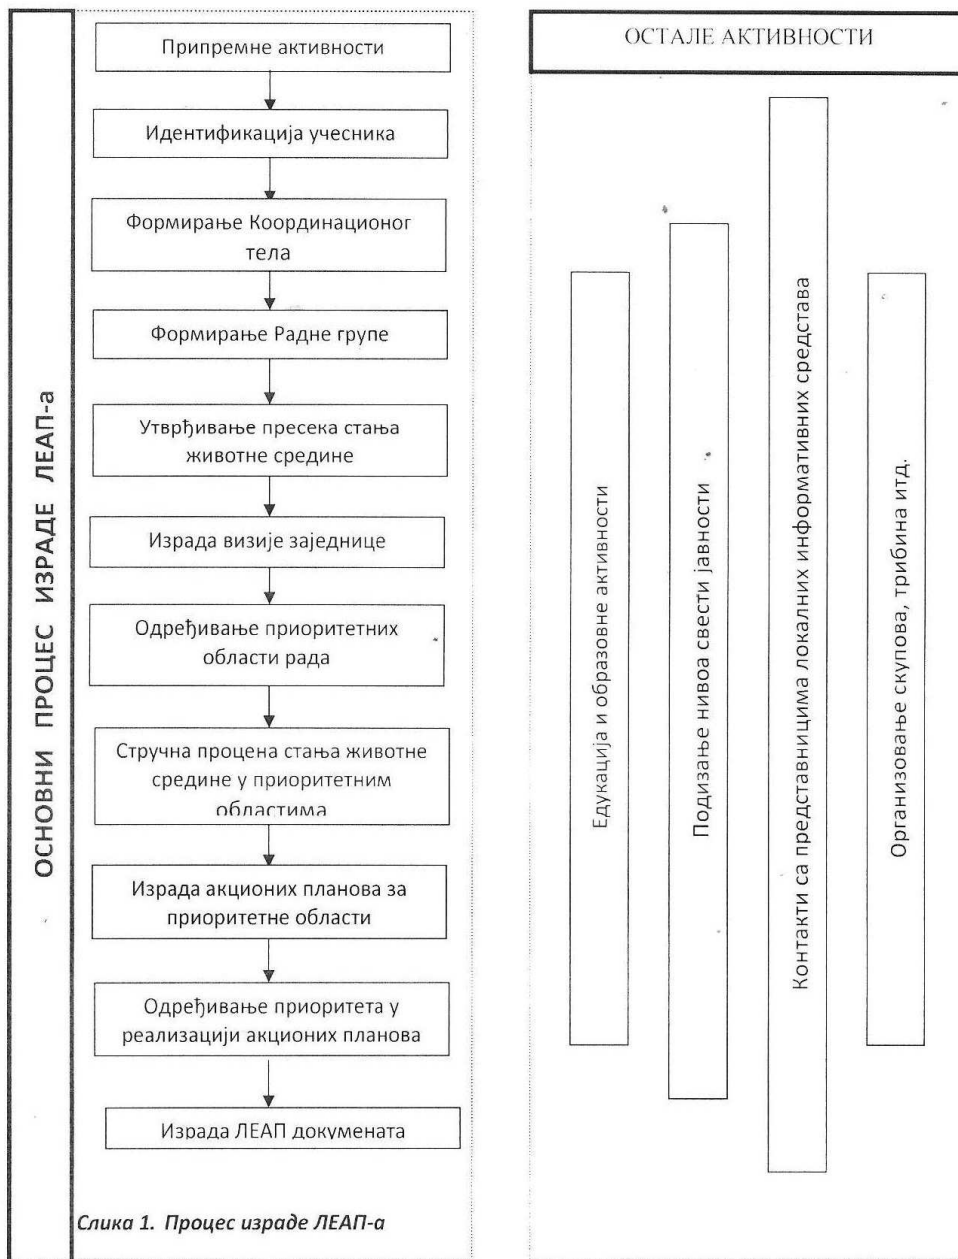 ОСНОВНИ ПРОЦЕС ИЗРАДЕ ЛЕАП-а
Припремне активности
Идентификација учесника
Формирање Координационог
тела
Формирање Радне групе
Утврђивање пресека стања
животне средине
Израда визије заједнице
Одређивање приоритетних
области рада
Стручна процена стања животне
средине у приоритетним
областима
Израда акционих планова за
приоритетне области
Одређивање приоритета у
реализацији акционих планова
Израда ЛЕАП докумената
Слика 1. Процес израде ЛЕАП-а
ОСТАЛЕ АКТИВНОСТИ
Едукација и образовне активности
Подизање нивоа свести јавности
Контакти са представницима локалних информативних средстава
Организовање скупова, трибина итд.